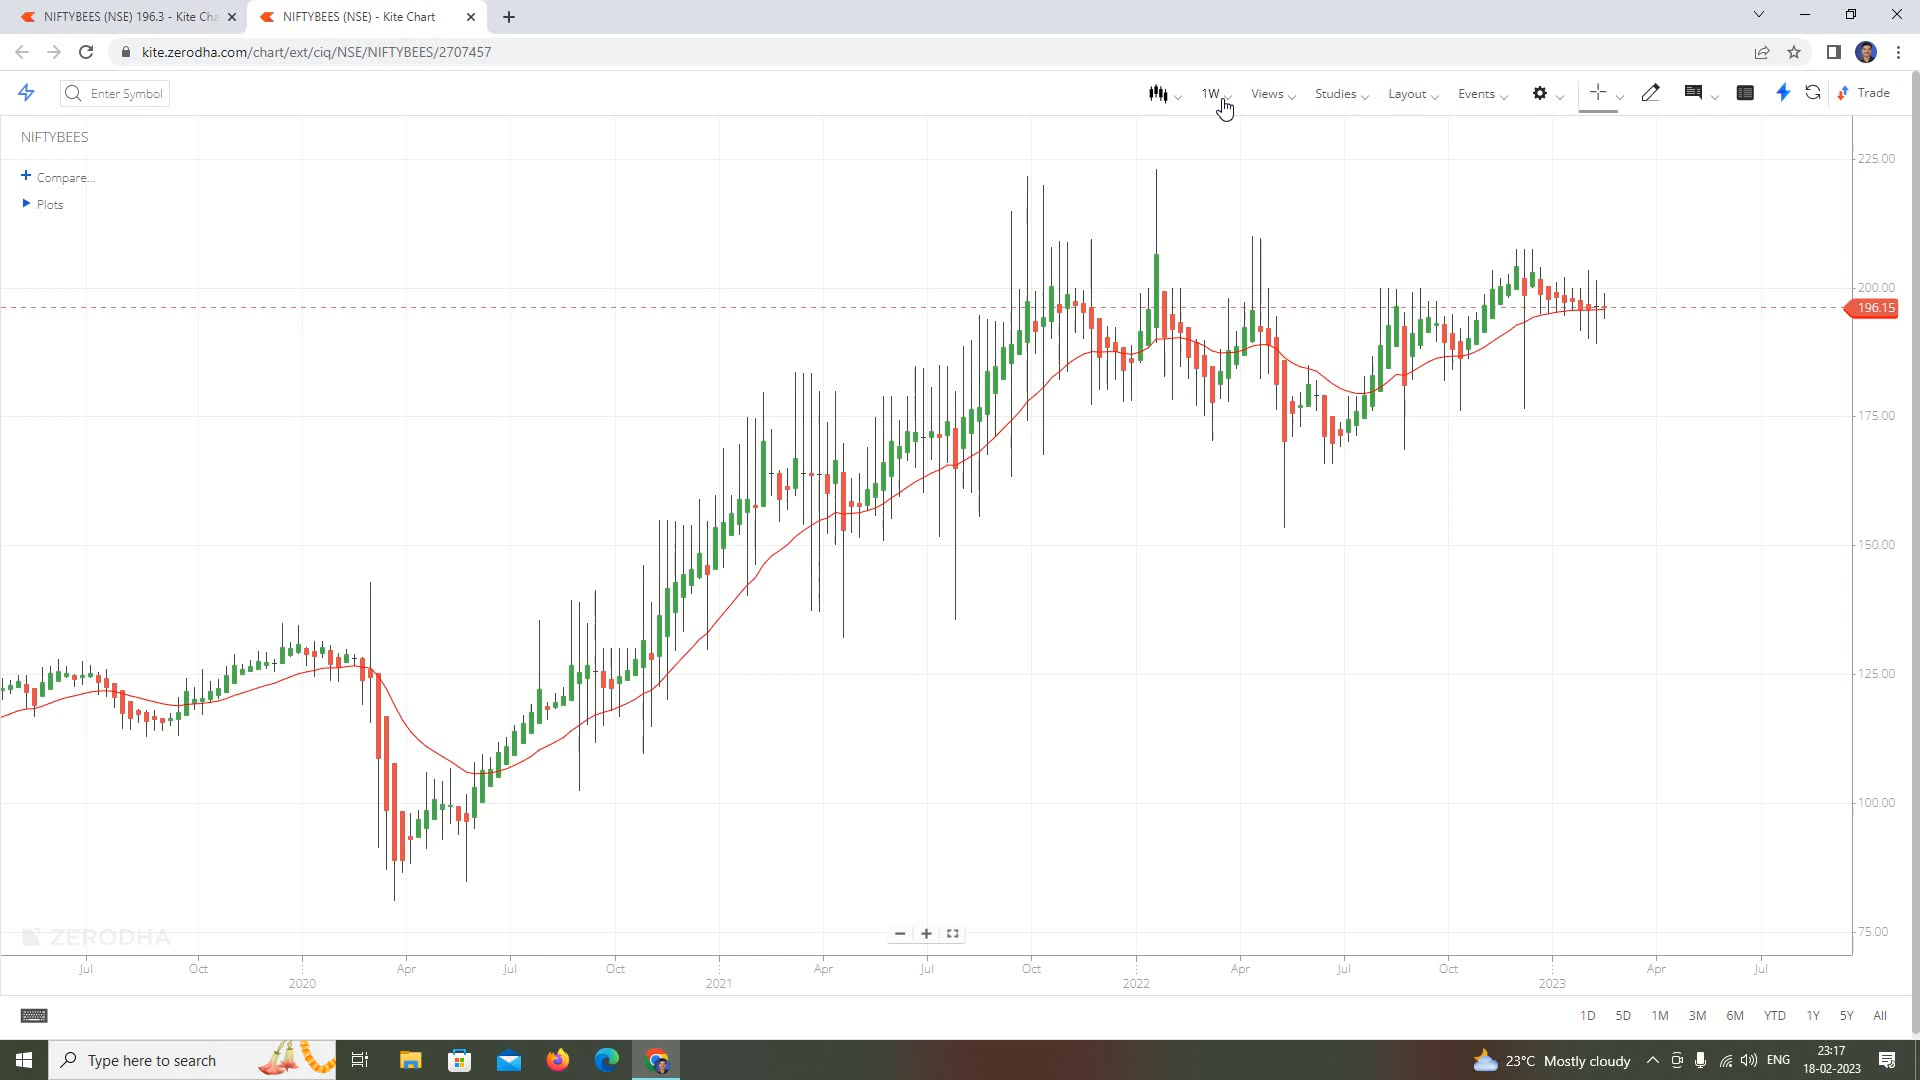 NIFTYBEES (NSE) 196.3 - Kite Cha
NIFTYBEES (NSE) - Kite Chart
kite.zerodha.com/chart/ext/ciq/NSE/NIFTYBEES/2707457
Enter Symbol
1W
Views
Studies
Layout
Events
Trade
NIFTYBEES
Compare...
Plots
225.00
200.00
196.15
175.00
150.00
125.00
100.00
75.00
ZERODHA
Jul Oct Apr Jul Oct Apr Jul Oct Apr Jul Oct Apr Jul
2020 2021 2022 2023
1D 5D 1M 3M 6M YTD 1Y 5Y All
Type here to search
23°C Mostly cloudy
ENG
23:17
18-02-2023